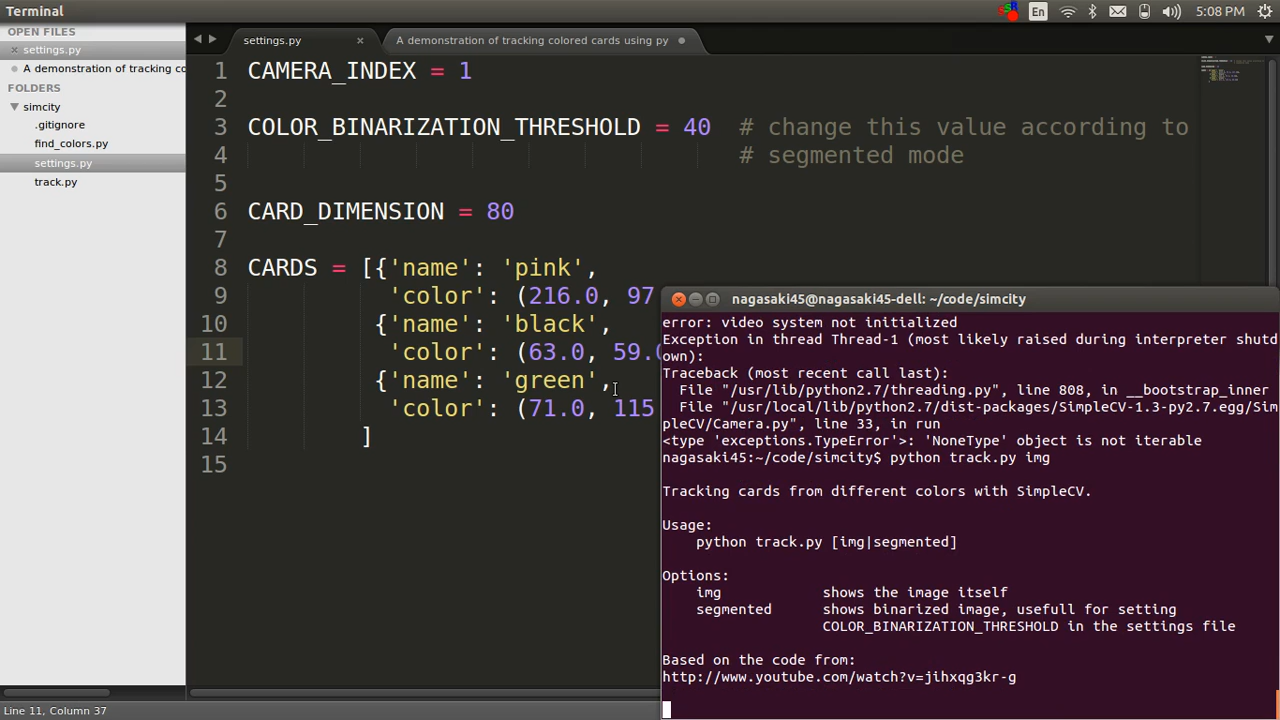 Terminal
En
5:08 PM
OPEN FILES
settings.py
A demonstration of tracking co
FOLDERS
simcity
.gitignore
find_colors.py
settings.py
track.py
settings.py
A demonstration of tracking colored cards using py
1 CAMERA_INDEX = 1
2
3 COLOR_BINARIZATION_THRESHOLD = 40 # change this value according to
4 # segmented mode
5
6 CARD_DIMENSION = 80
7
8 CARDS = [{'name': 'pink',
9 'color': (216.0, 97
10 {'name': 'black',
11 'color': (63.0, 59.0
12 {'name': 'green',
13 'color': (71.0, 115
14 ]
15
nagasaki45@nagasaki45-dell: ~/code/simcity
error: video system not initialized
Exception in thread Thread-1 (most likely raised during interpreter shutd
own):
Traceback (most recent call last):
File "/usr/lib/python2.7/threading.py", line 808, in __bootstrap_inner
File "/usr/local/lib/python2.7/dist-packages/SimpleCV-1.3-py2.7.egg/Sim
pleCV/Camera.py", line 33, in run
<type 'exceptions.TypeError'>: 'NoneType' object is not iterable
nagasaki45:~/code/simcity$ python track.py img
Tracking cards from different colors with SimpleCV.
Usage:
python track.py [img|segmented]
Options:
img shows the image itself
segmented shows binarized image, usefull for setting
COLOR_BINARIZATION_THRESHOLD in the settings file
Based on the code from:
http://www.youtube.com/watch?v=jihxqg3kr-g
Line 11, Column 37